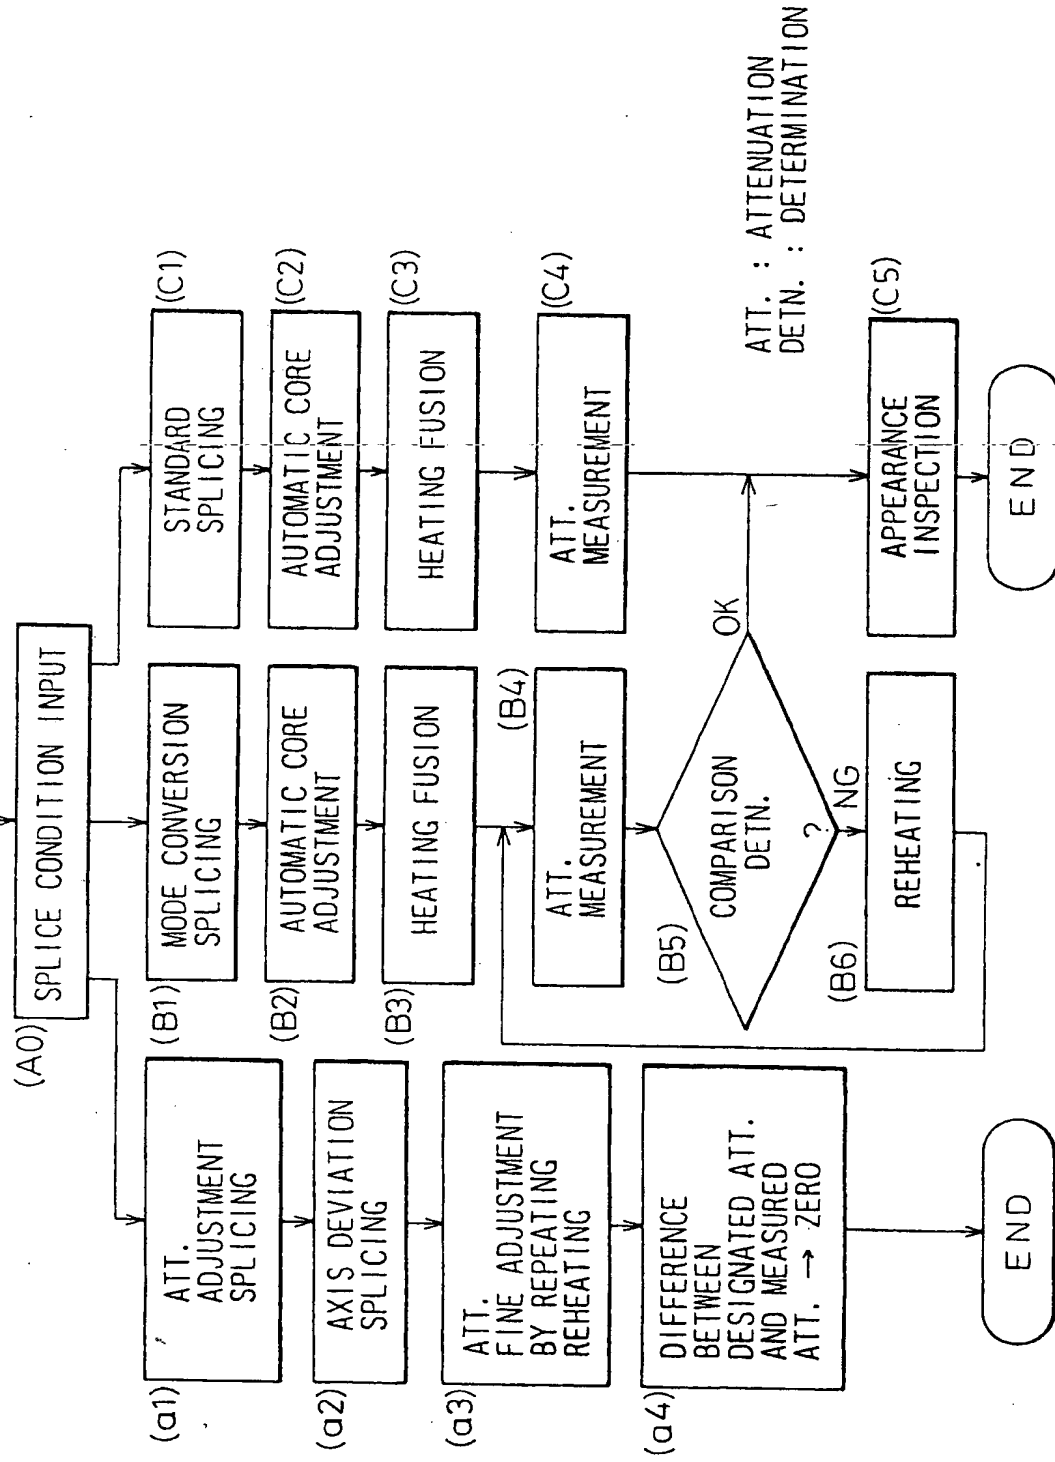 (A0)
SPLICE CONDITION INPUT
(a1)
ATT.
ADJUSTMENT
SPLICING
(a2)
AXIS DEVIATION
SPLICING
(a3)
ATT.
FINE ADJUSTMENT
BY REPEATING
REHEATING
(a4)
DIFFERENCE
BETWEEN
DESIGNATED ATT.
AND MEASURED
ATT. → ZERO
END
(B1)
MODE CONVERSION
SPLICING
(B2)
AUTOMATIC CORE
ADJUSTMENT
(B3)
HEATING FUSION
(B4)
ATT.
MEASUREMENT
(B5)
COMPARISON
DETN.
?
OK
NG
(B6)
REHEATING
(C1)
STANDARD
SPLICING
(C2)
AUTOMATIC CORE
ADJUSTMENT
(C3)
HEATING FUSION
(C4)
ATT.
MEASUREMENT
(C5)
APPEARANCE
INSPECTION
END
ATT. : ATTENUATION
DETN. : DETERMINATION